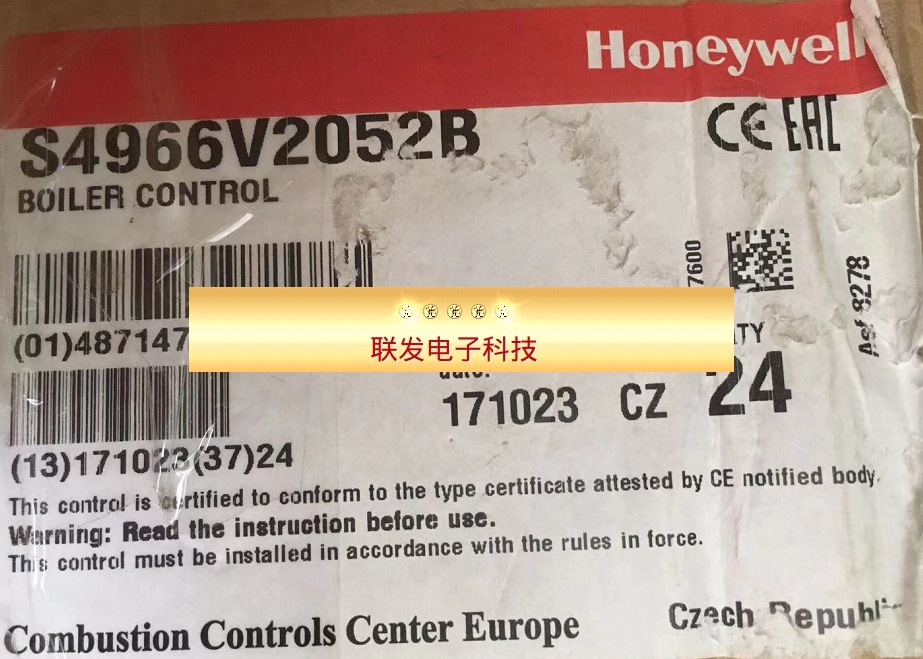 Honeywell
S4966V2052B
BOILER CONTROL
CE EAC
7600
(01)487147
联发电子科技
24
171023 CZ
(13)171023(37)24
This control is certified to conform to the type certificate attested by CE notified body.
Warning: Read the instruction before use.
This control must be installed in accordance with the rules in force.
Combustion Controls Center Europe
Czech
8278